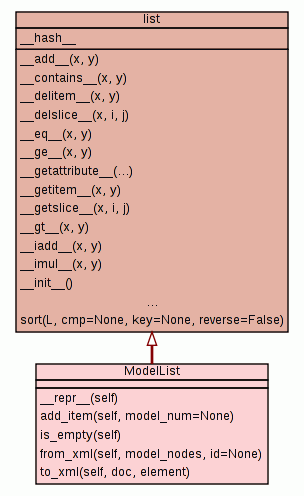 list
__hash__
__add__(x, y)
__contains__(x, y)
__delitem__(x, y)
__delslice__(x, i, j)
__eq__(x, y)
__ge__(x, y)
__getattribute__(...)
__getitem__(x, y)
__getslice__(x, i, j)
__gt__(x, y)
__iadd__(x, y)
__imul__(x, y)
__init__()
...
sort(L, cmp=None, key=None, reverse=False)
ModelList
__repr__(self)
add_item(self, model_num=None)
is_empty(self)
from_xml(self, model_nodes, id=None)
to_xml(self, doc, element)